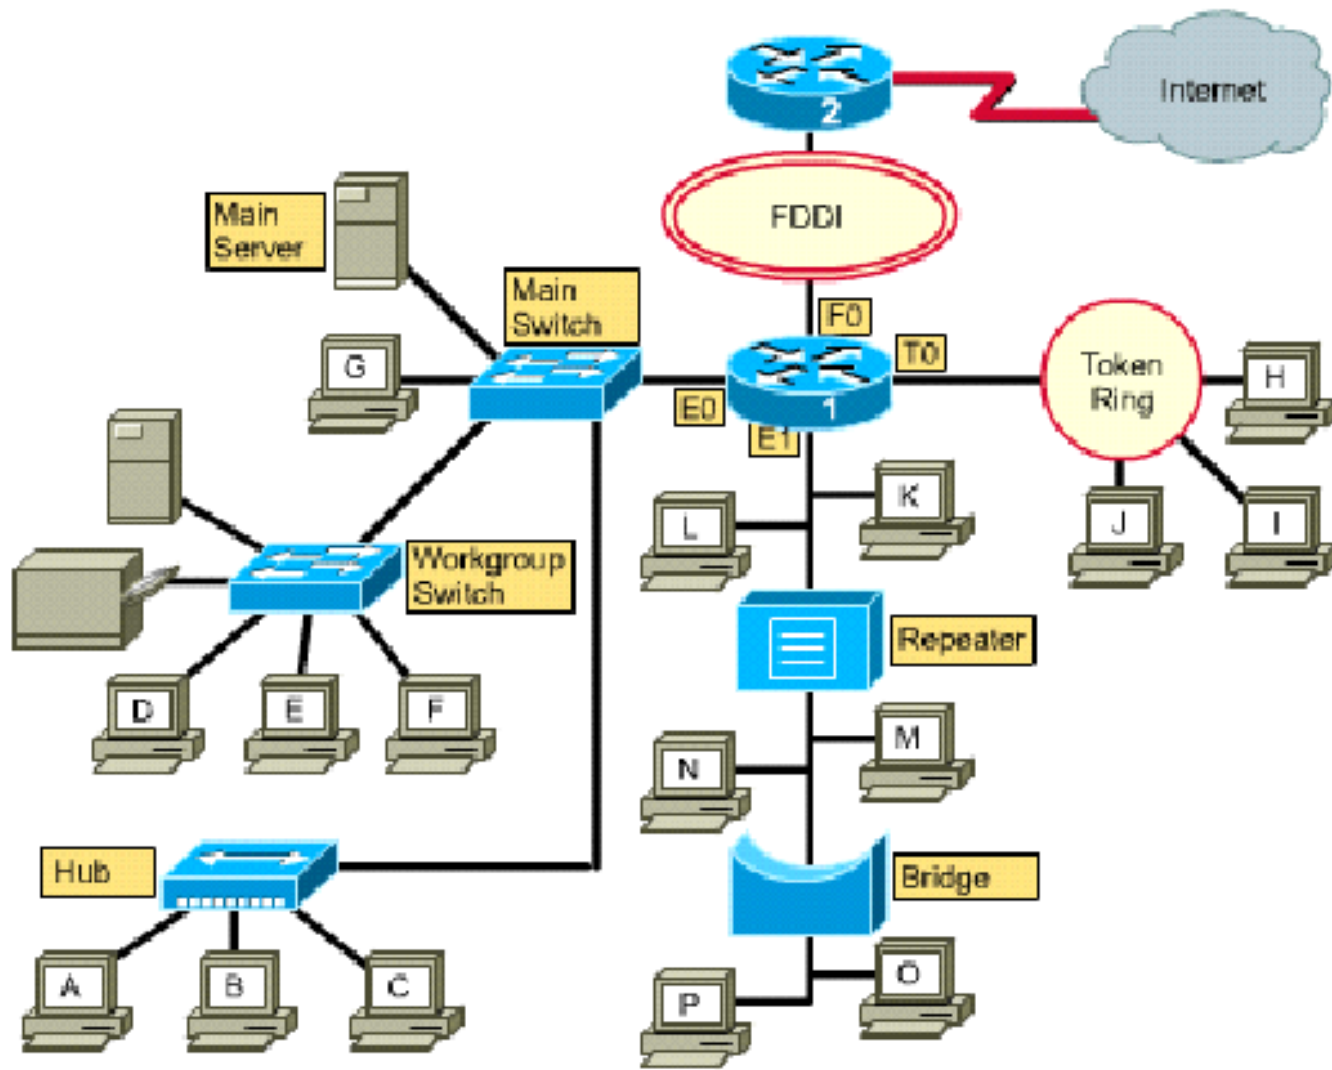 2
Internet
FDDI
Main
Server
Main
Switch
F0
T0
G
1
E0
E1
Token
Ring
H
K
L
J
I
Workgroup
Switch
Repeater
D
E
F
M
N
Hub
Bridge
A
B
C
P
O